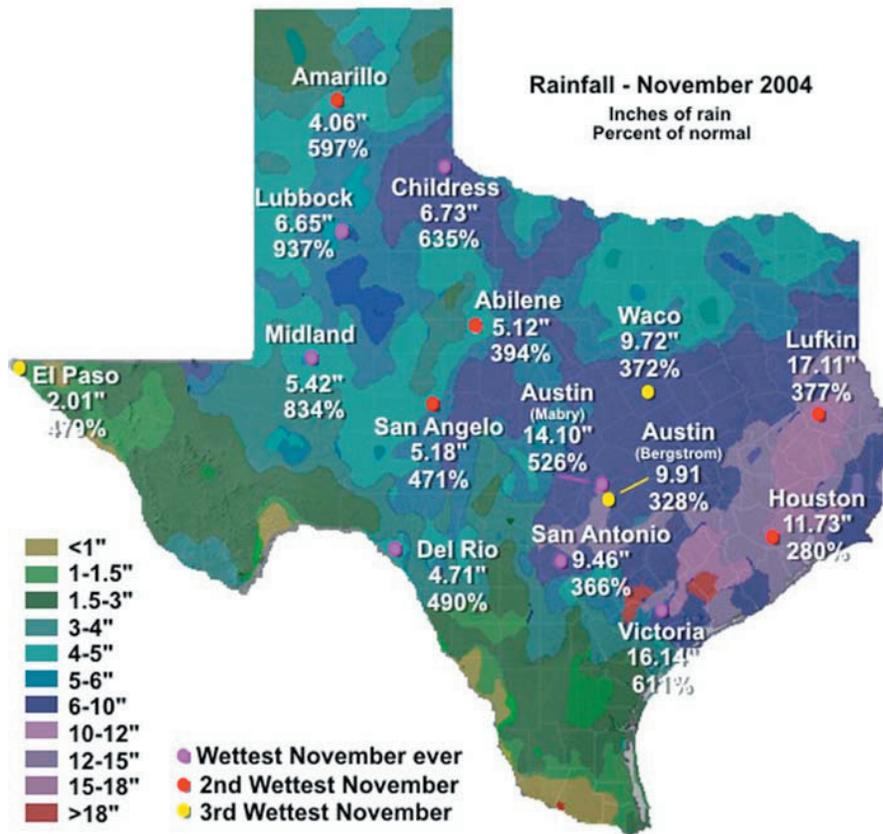 Rainfall - November 2004
Inches of rain
Percent of normal
Amarillo
4.06"
597%
Lubbock
6.65"
937%
Childress
6.73"
635%
Abilene
5.12"
394%
Waco
9.72"
372%
Lufkin
17.11"
377%
Midland
5.42"
834%
El Paso
2.01"
479%
San Angelo
5.18"
471%
Austin
(Mabry)
14.10"
526%
Austin
(Bergstrom)
9.91
328%
Houston
11.73"
280%
Del Rio
4.71"
490%
San Antonio
9.46"
366%
Victoria
16.14"
611%
<1"
1-1.5"
1.5-3"
3-4"
4-5"
5-6"
6-10"
10-12"
12-15"
15-18"
>18"
Wettest November ever
2nd Wettest November
3rd Wettest November